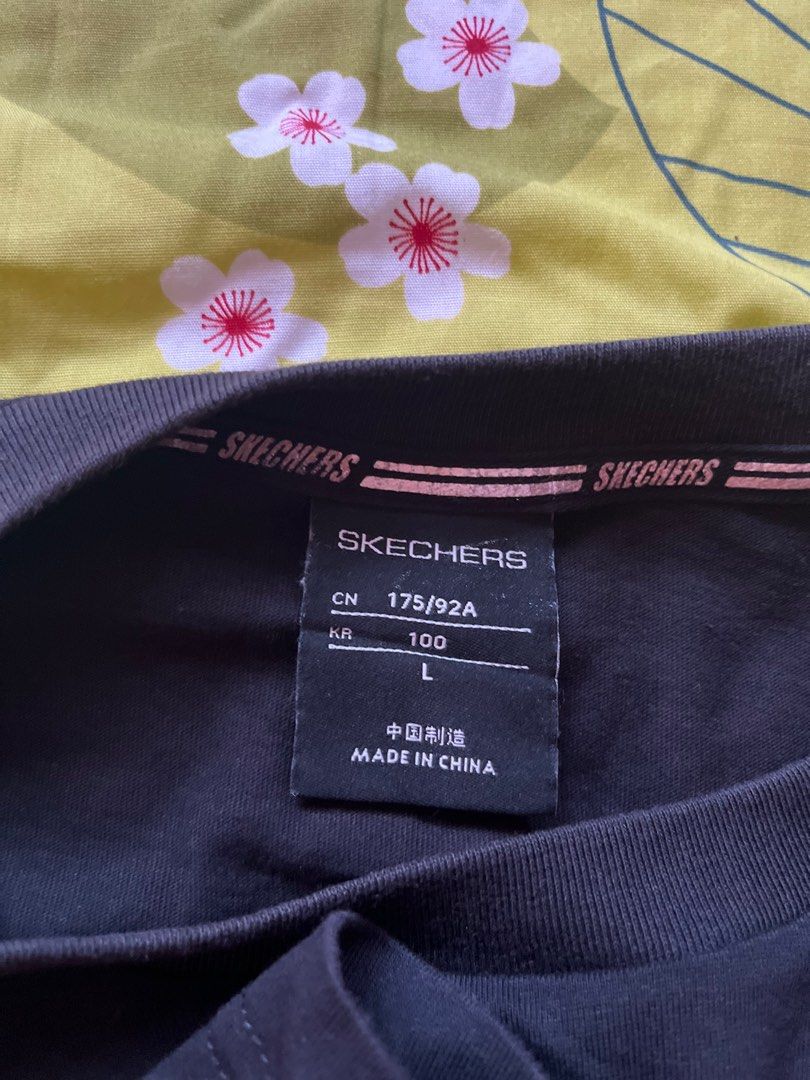 SKECHERS SKECHERS
SKECHERS
CN 175/92A
KR 100
L
中国制造
MADE IN CHINA